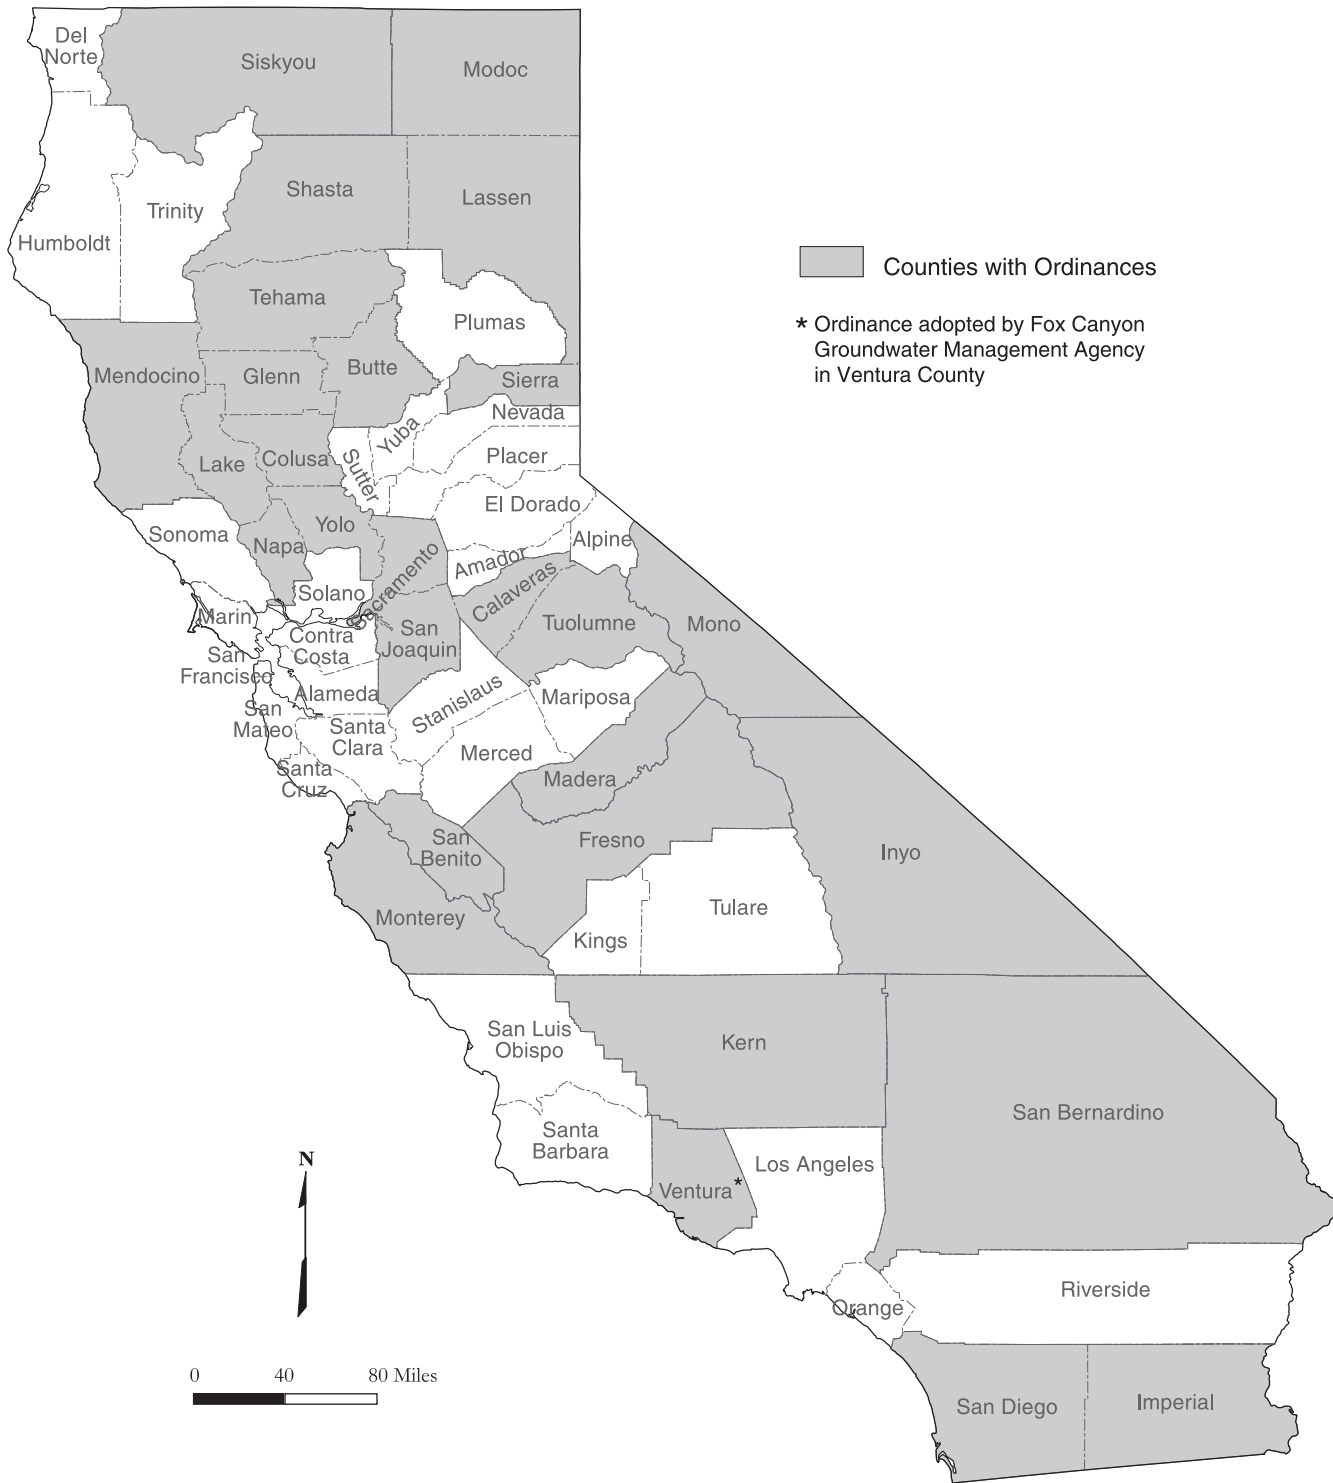 Del
Norte
Siskyou
Modoc
Shasta
Lassen
Trinity
Humboldt
Counties with Ordinances
Tehama
* Ordinance adopted by Fox Canyon
Groundwater Management Agency
in Ventura County
Plumas
Mendocino
Glenn
Butte
Sierra
Nevada
Yuba
Sutter
Placer
Lake
Colusa
El Dorado
Yolo
Sonoma
Napa
Alpine
Amador
Sacramento
Calaveras
Solano
Marin
San
Joaquin
Tuolumne
Mono
Contra
Costa
San
Francisco
Alameda
Stanislaus
Mariposa
San
Mateo
Santa
Clara
Merced
Santa
Cruz
Madera
San
Benito
Fresno
Inyo
Monterey
Tulare
Kings
San Luis
Obispo
Kern
San Bernardino
Santa
Barbara
Los Angeles
N
Ventura*
Riverside
Orange
0 40 80 Miles
San Diego
Imperial